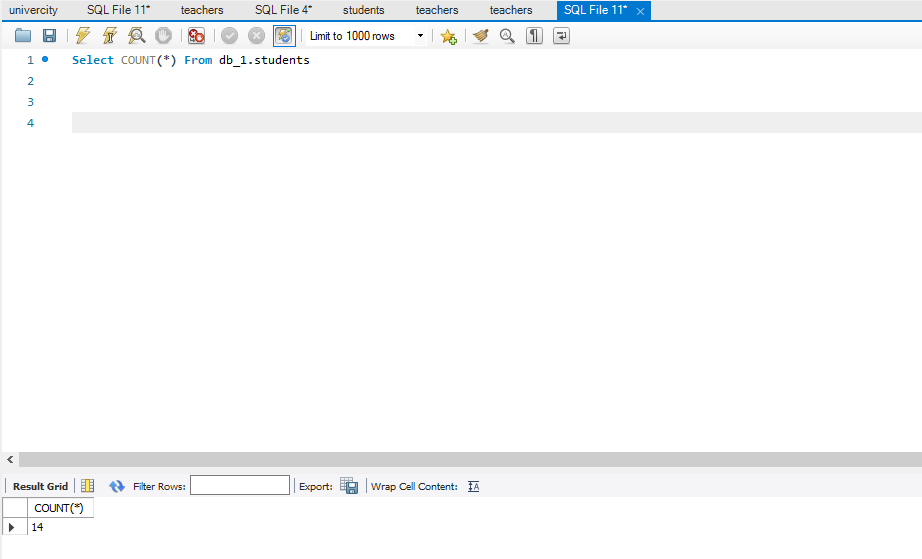 univercity SQL File 11* teachers SQL File 4* students teachers teachers SQL File 11*
Limit to 1000 rows
1 Select COUNT(*) From db_1.students
2
3
4
Result Grid Filter Rows: Export: Wrap Cell Content: IA
COUNT(*)
14